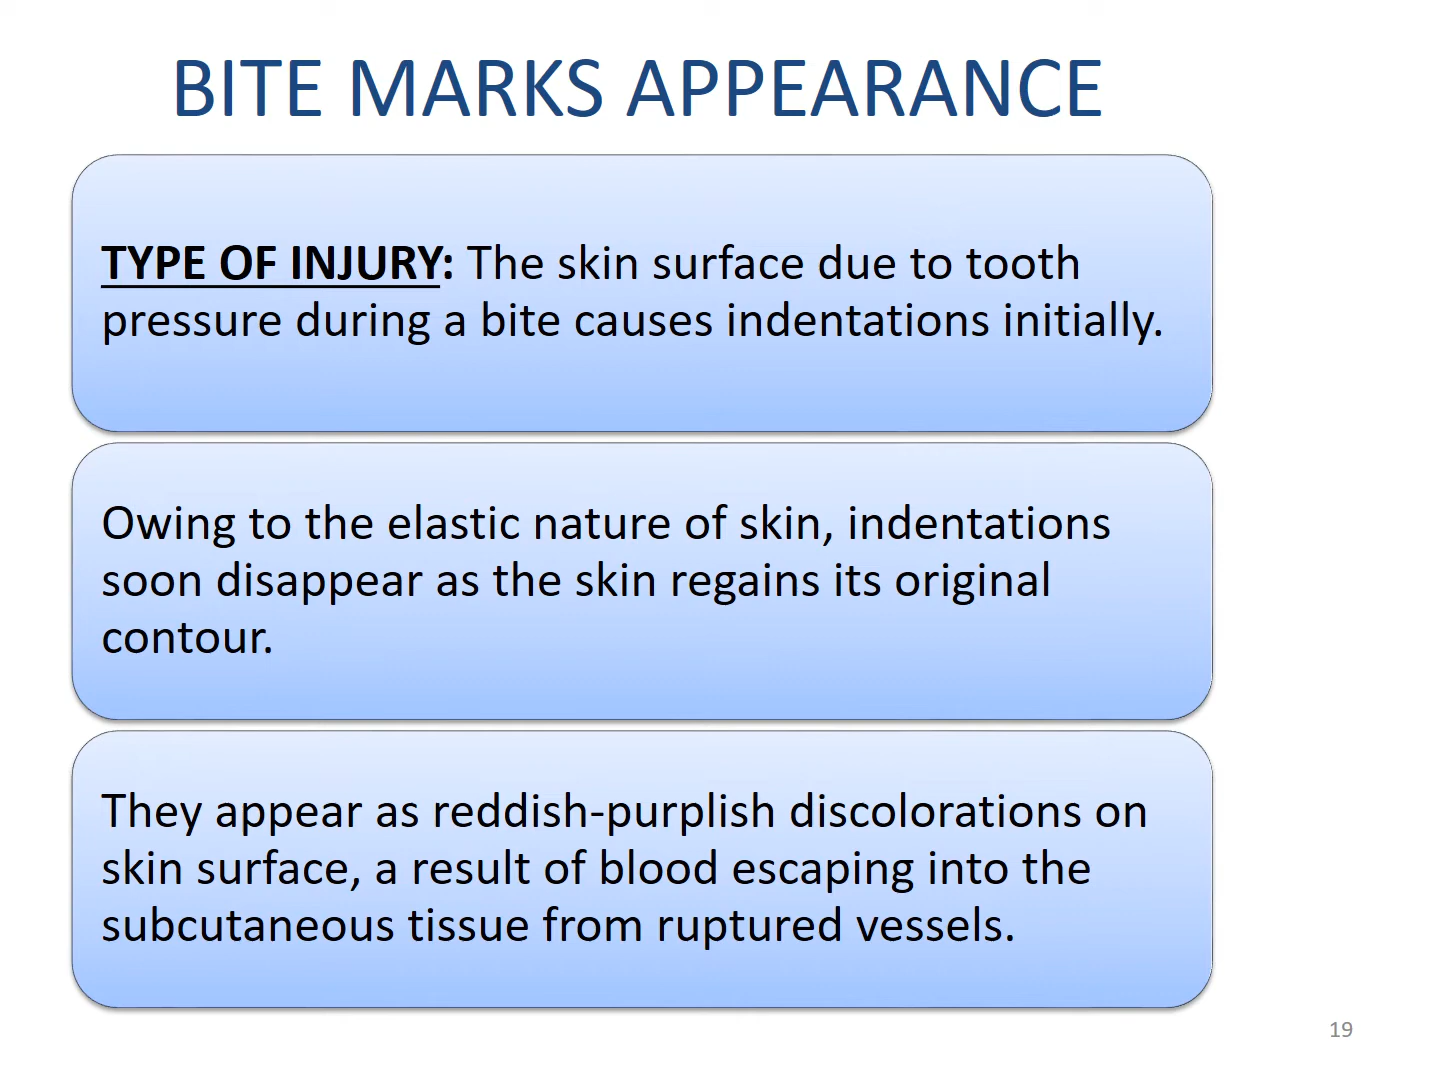 BITE MARKS APPEARANCE
TYPE OF INJURY: The skin surface due to tooth
pressure during a bite causes indentations initially.
Owing to the elastic nature of skin, indentations
soon disappear as the skin regains its original
contour.
They appear as reddish-purplish discolorations on
skin surface, a result of blood escaping into the
subcutaneous tissue from ruptured vessels.
19